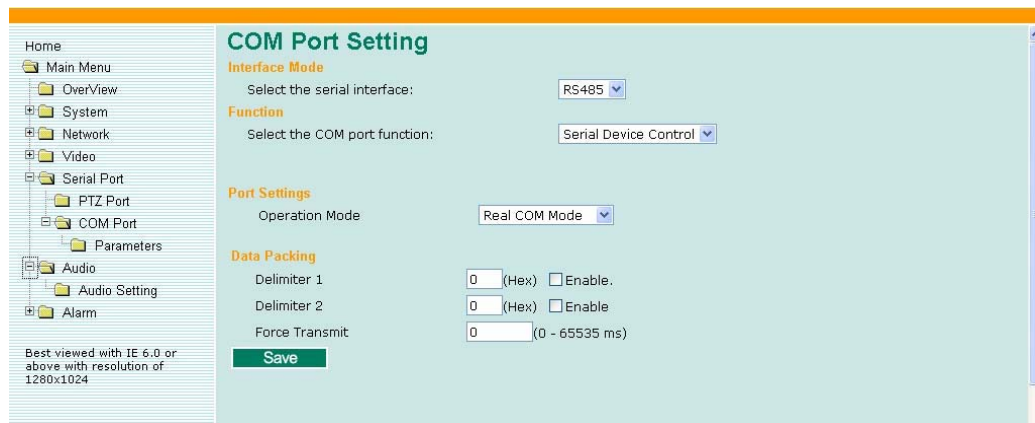 Home
Main Menu
OverView
System
Network
Video
Serial Port
PTZ Port
COM Port
Parameters
Audio
Audio Setting
Alarm
Best viewed with IE 6.0 or
above with resolution of
1280x1024
COM Port Setting
Interface Mode
Select the serial interface: RS485
Function
Select the COM port function: Serial Device Control
Port Settings
Operation Mode Real COM Mode
Data Packing
Delimiter 1 0 (Hex) Enable.
Delimiter 2 0 (Hex) Enable
Force Transmit 0 (0 - 65535 ms)
Save